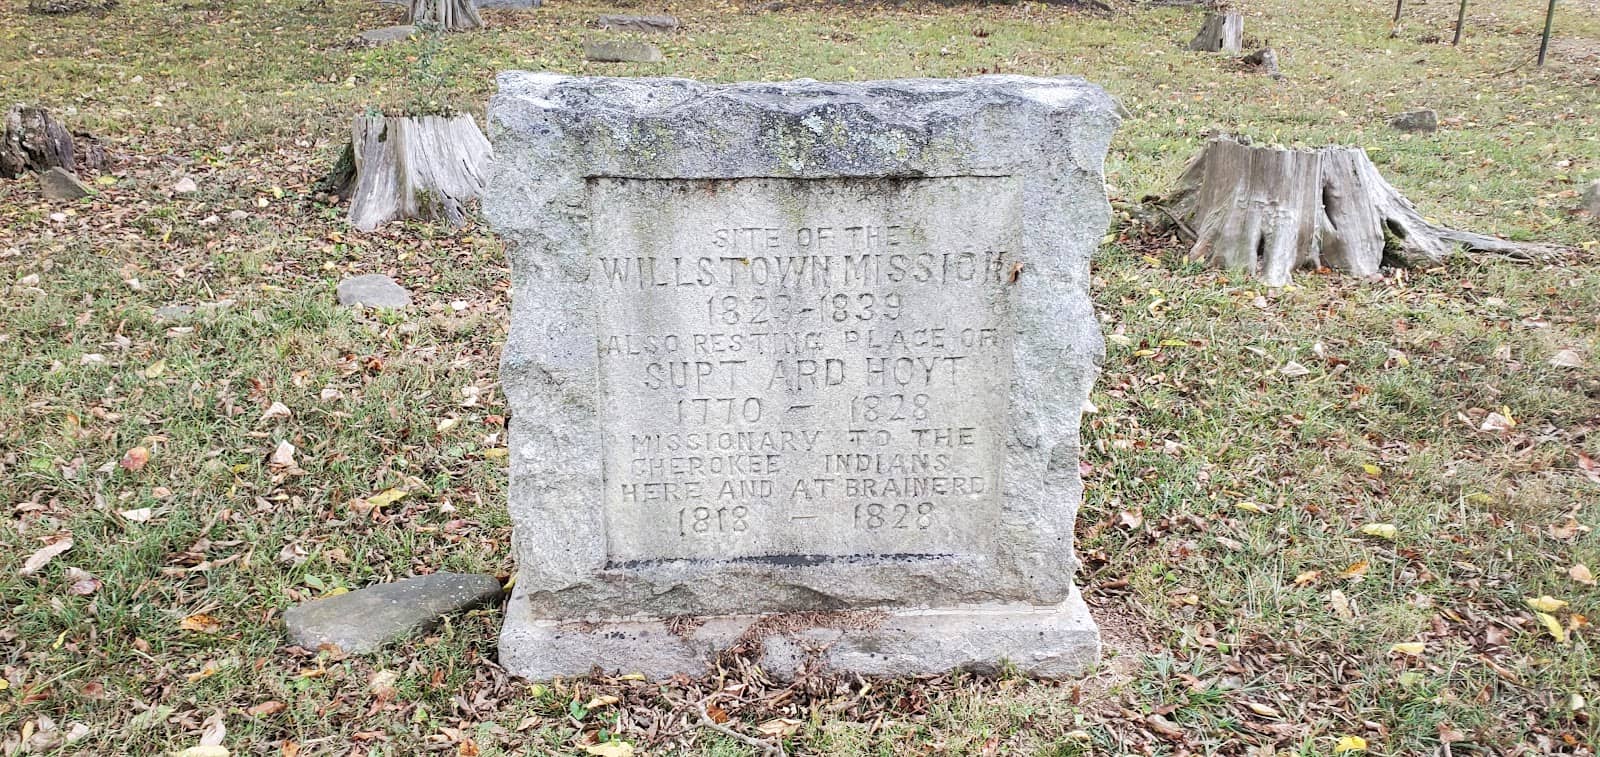 SITE OF THE
WILLSTOWN MISSION
1823-1839
ALSO RESTING PLACE OF
SUPT ARD HOYT
1770 - 1828
MISSIONARY TO THE
CHEROKEE INDIANS
HERE AND AT BRAINERD
1818 - 1828